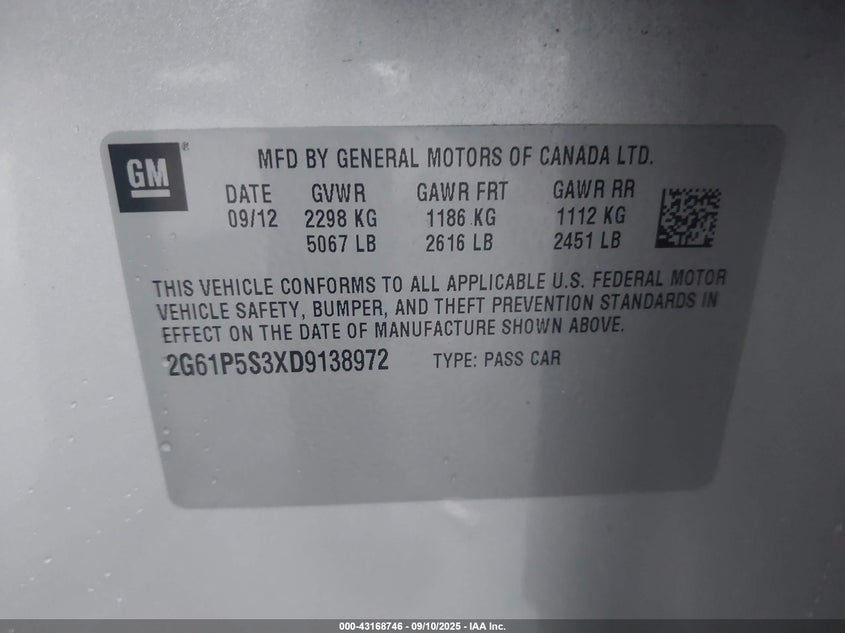 GM®
MFD BY GENERAL MOTORS OF CANADA LTD.
DATE GVWR GAWR FRT GAWR RR
09/12 2298 KG 1186 KG 1112 KG
5067 LB 2616 LB 2451 LB
THIS VEHICLE CONFORMS TO ALL APPLICABLE U.S. FEDERAL MOTOR
VEHICLE SAFETY, BUMPER, AND THEFT PREVENTION STANDARDS IN
EFFECT ON THE DATE OF MANUFACTURE SHOWN ABOVE.
2G61P5S3XD9138972 TYPE: PASS CAR
000-43168746 - 09/10/2025 - IAA Inc.